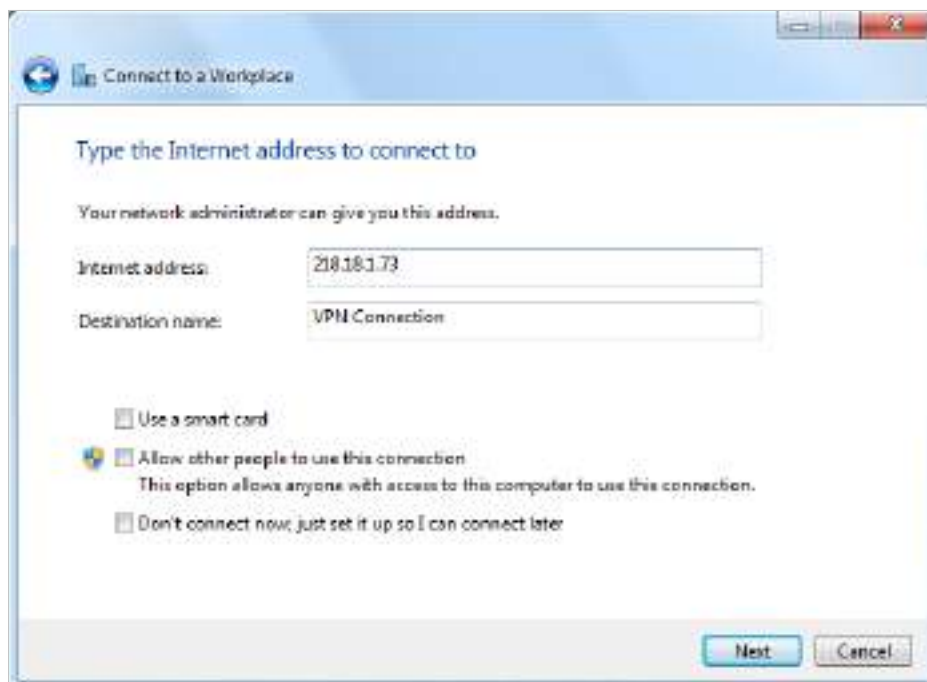 Connect to a Workplace
Type the Internet address to connect to
Your network administrator can give you this address.
Internet address: 218.18.1.73
Destination name: VPN Connection
Use a smart card
Allow other people to use this connection
This option allows anyone with access to this computer to use this connection.
Don't connect now; just set it up so I can connect later
Next Cancel